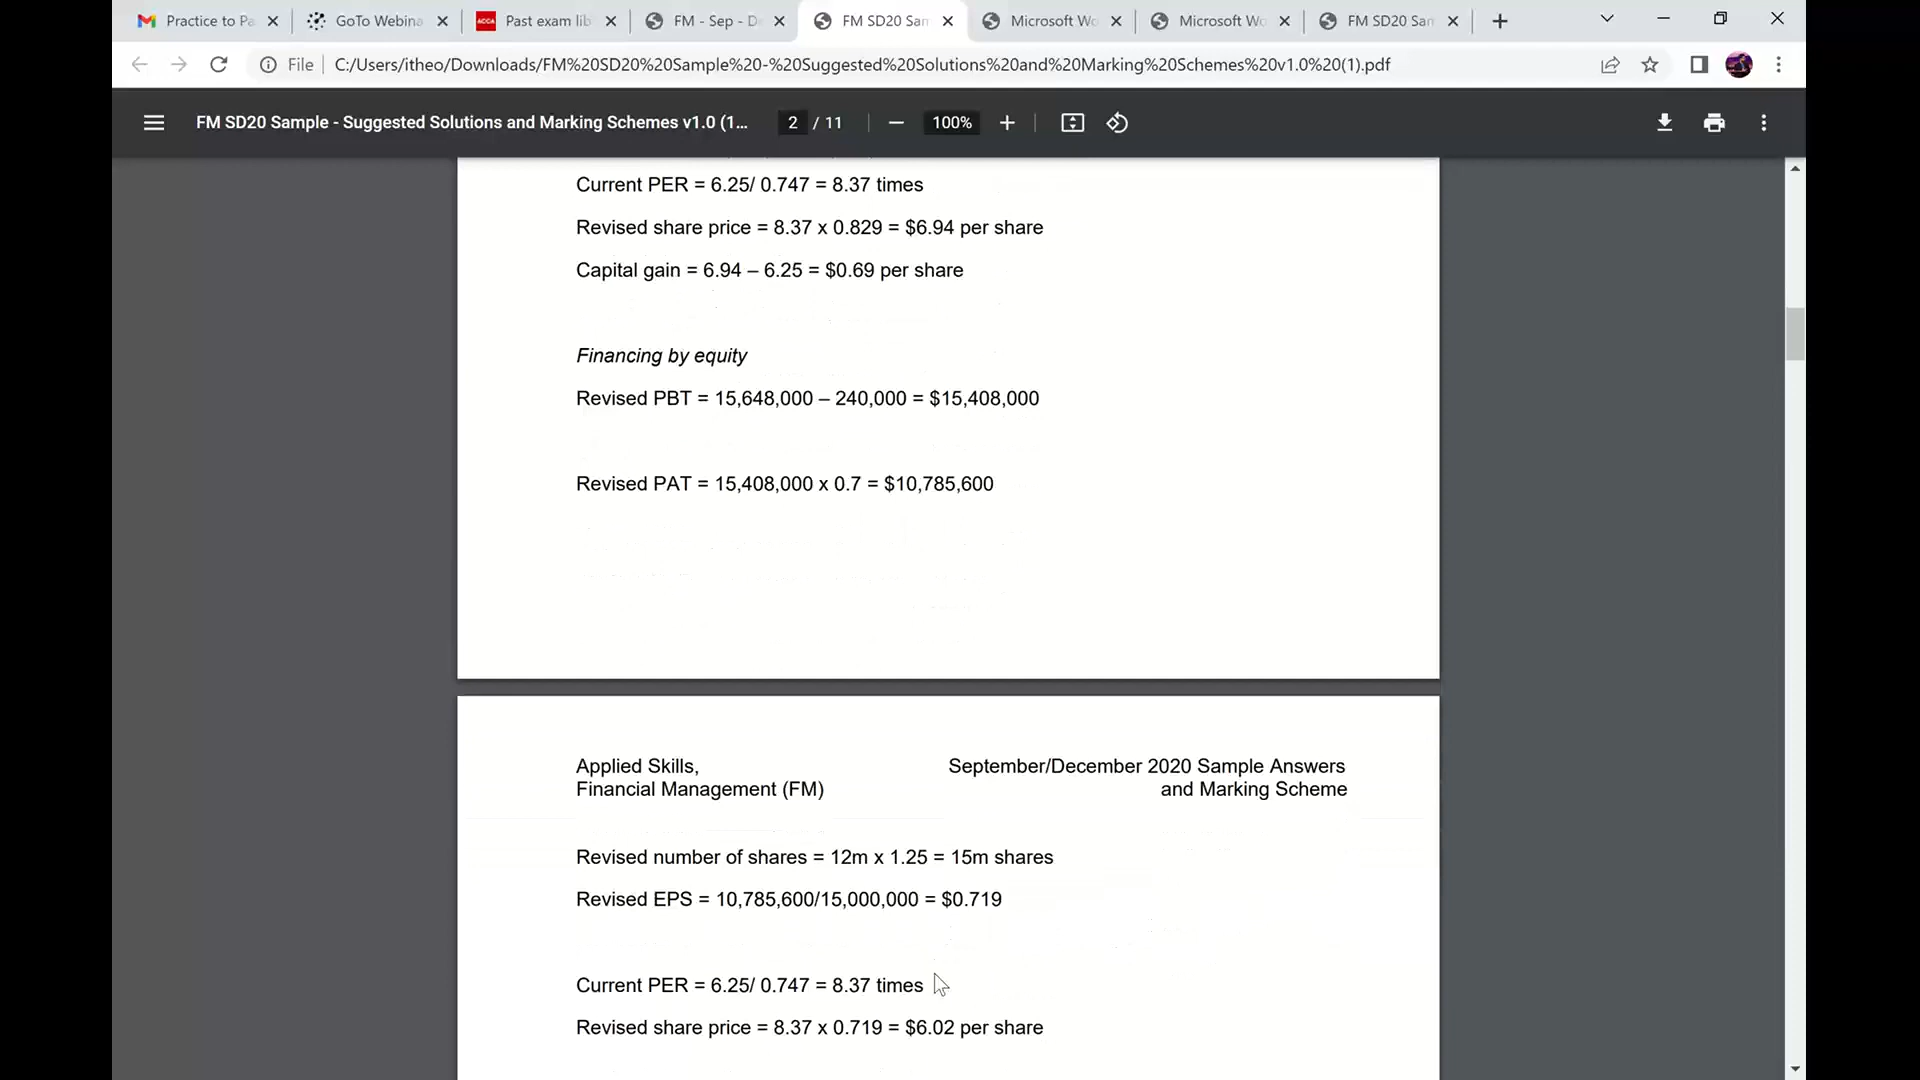 Practice to Pa
GoTo Webina
ACCA
Past exam lib
FM - Sep - D
FM SD20 Sam
Microsoft Wo
Microsoft Wo
FM SD20 Sam
File
C:/Users/itheo/Downloads/FM%20SD20%20Sample%20-%20Suggested%20Solutions%20and%20Marking%20Schemes%20v1.0%20(1).pdf
FM SD20 Sample - Suggested Solutions and Marking Schemes v1.0 (1...
2 / 11
100%
Current PER = 6.25/ 0.747 = 8.37 times
Revised share price = 8.37 x 0.829 = $6.94 per share
Capital gain = 6.94 – 6.25 = $0.69 per share
Financing by equity
Revised PBT = 15,648,000 – 240,000 = $15,408,000
Revised PAT = 15,408,000 x 0.7 = $10,785,600
Applied Skills,
Financial Management (FM)
September/December 2020 Sample Answers
and Marking Scheme
Revised number of shares = 12m x 1.25 = 15m shares
Revised EPS = 10,785,600/15,000,000 = $0.719
Current PER = 6.25/ 0.747 = 8.37 times
Revised share price = 8.37 x 0.719 = $6.02 per share